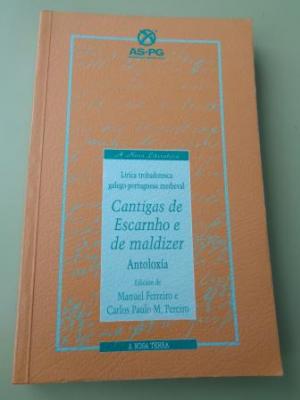 AS-PG
A Nosa Literatura
Lírica trobadoresca
galego-portuguesa medieval
Cantigas de
Escarnho e
de maldizer
Antoloxía
Edición de
Manuel Ferreiro e
Carlos Paulo M. Pereiro
A NOSA TERRA